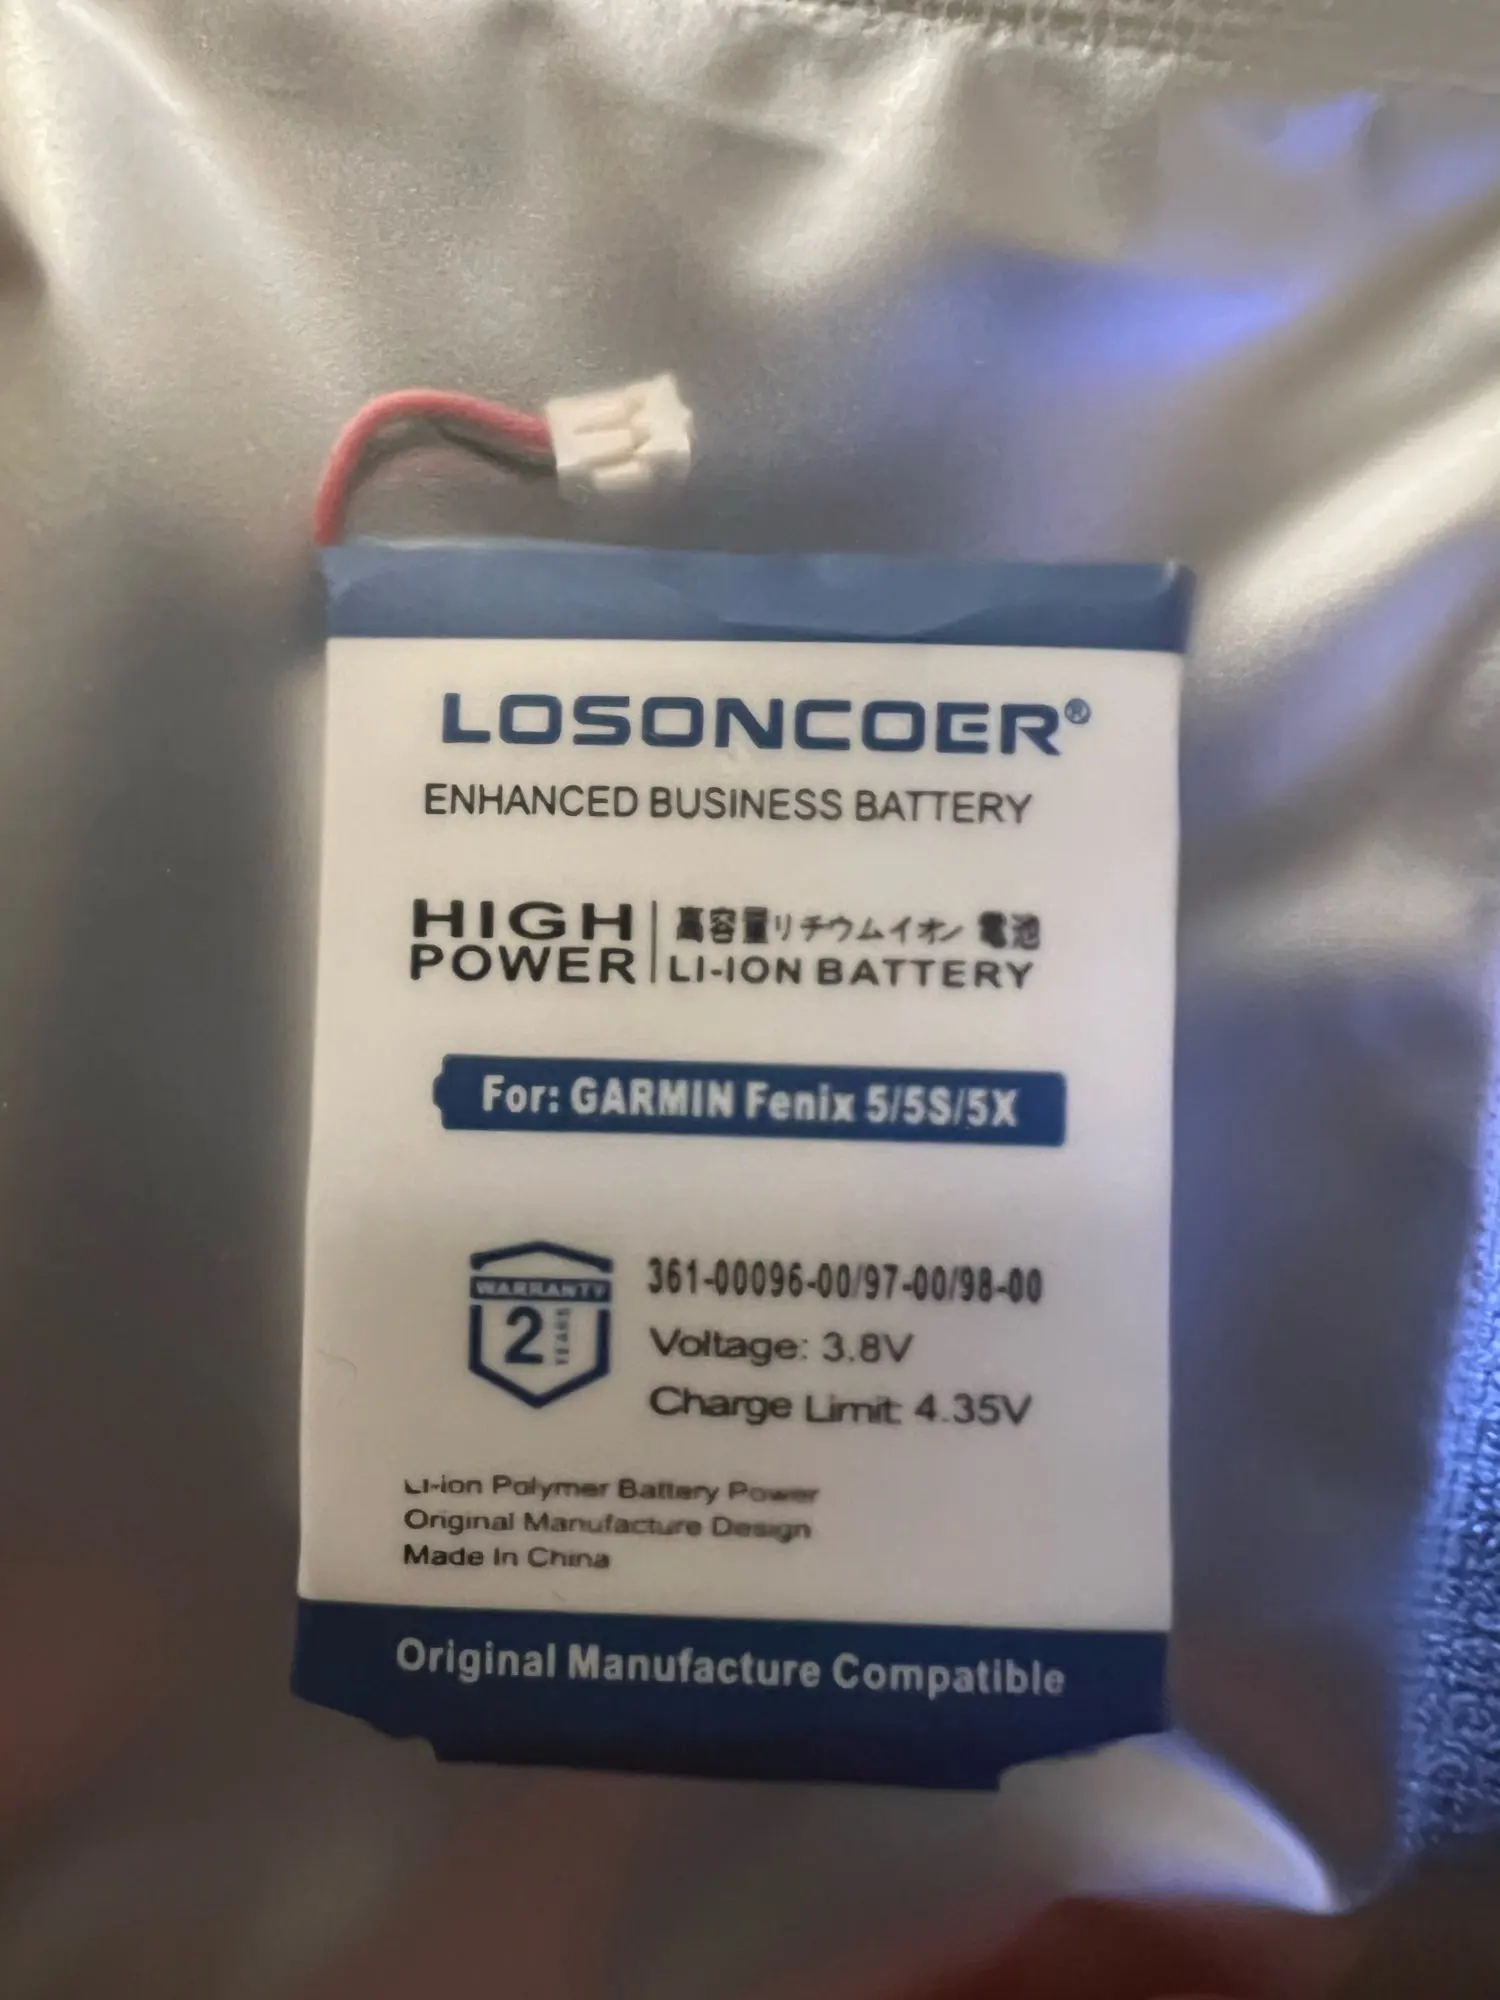 LOSONCOER®
ENHANCED BUSINESS BATTERY
HIGH POWER
高容量リチウムイオン 電池
LI-ION BATTERY
For: GARMIN Fenix 5/5S/5X
WARRANTY
2 YEARS
361-00096-00/97-00/98-00
Voltage: 3.8V
Charge Limit: 4.35V
Li-ion Polymer Battery Power
Original Manufacture Design
Made In China
Original Manufacture Compatible